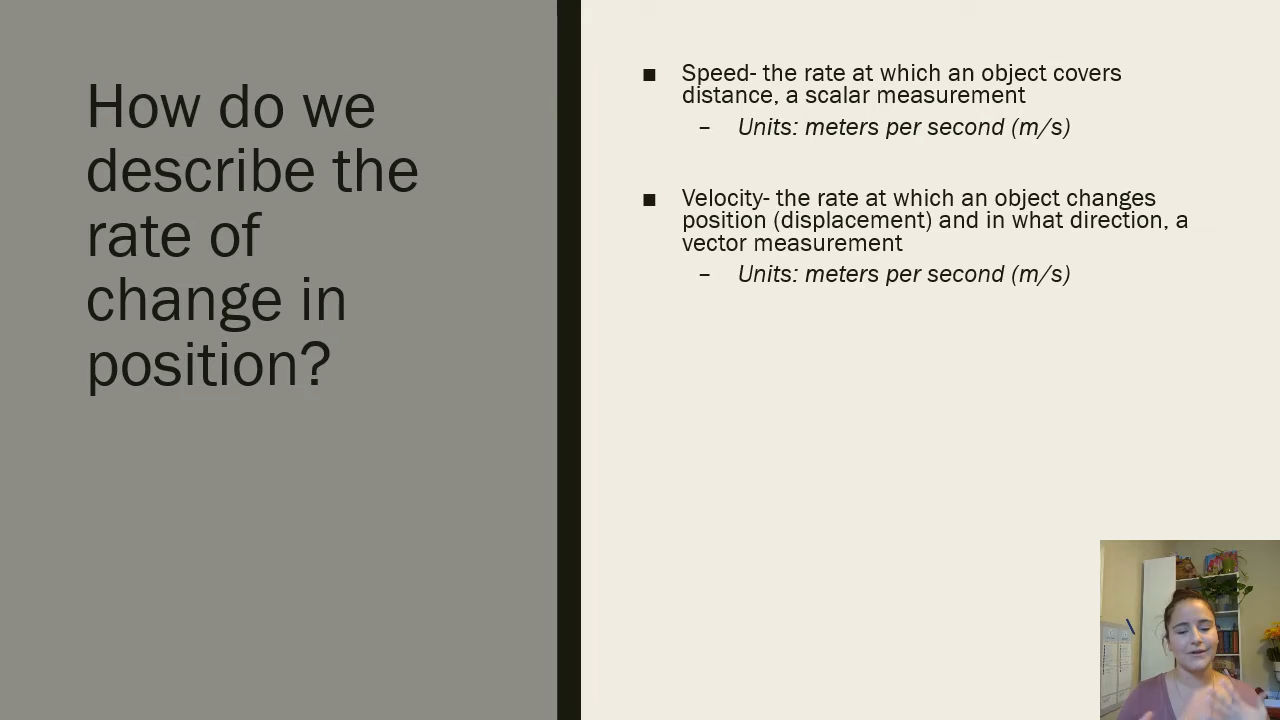 How do we
describe the
rate of
change in
position?
■ Speed- the rate at which an object covers
distance, a scalar measurement
– Units: meters per second (m/s)
■ Velocity- the rate at which an object changes
position (displacement) and in what direction, a
vector measurement
– Units: meters per second (m/s)